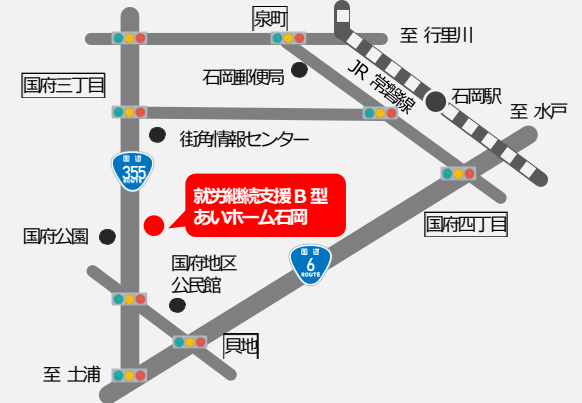 泉町
至 行里川
JR 常磐線
石岡郵便局
国府三丁目
石岡駅
至 水戸
街角情報センター
国道
355
ROUTE
就労継続支援B型
あいホーム石岡
国府四丁目
国府公園
国道
6
ROUTE
国府地区
公民館
貝地
至 土浦